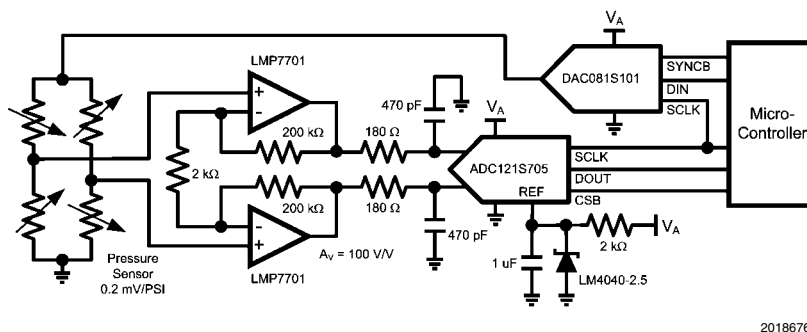 V_A
LMP7701
DAC081S101
SYNCB
DIN
SCLK
Micro-
Controller
470 pF
V_A
+
-
200 kΩ
180 Ω
2 kΩ
ADC121S705
SCLK
DOUT
CSB
REF
200 kΩ
180 Ω
-
+
470 pF
2 kΩ
V_A
Pressure
Sensor
0.2 mV/PSI
LMP7701
A_V = 100 V/V
1 uF
LM4040-2.5
2018676